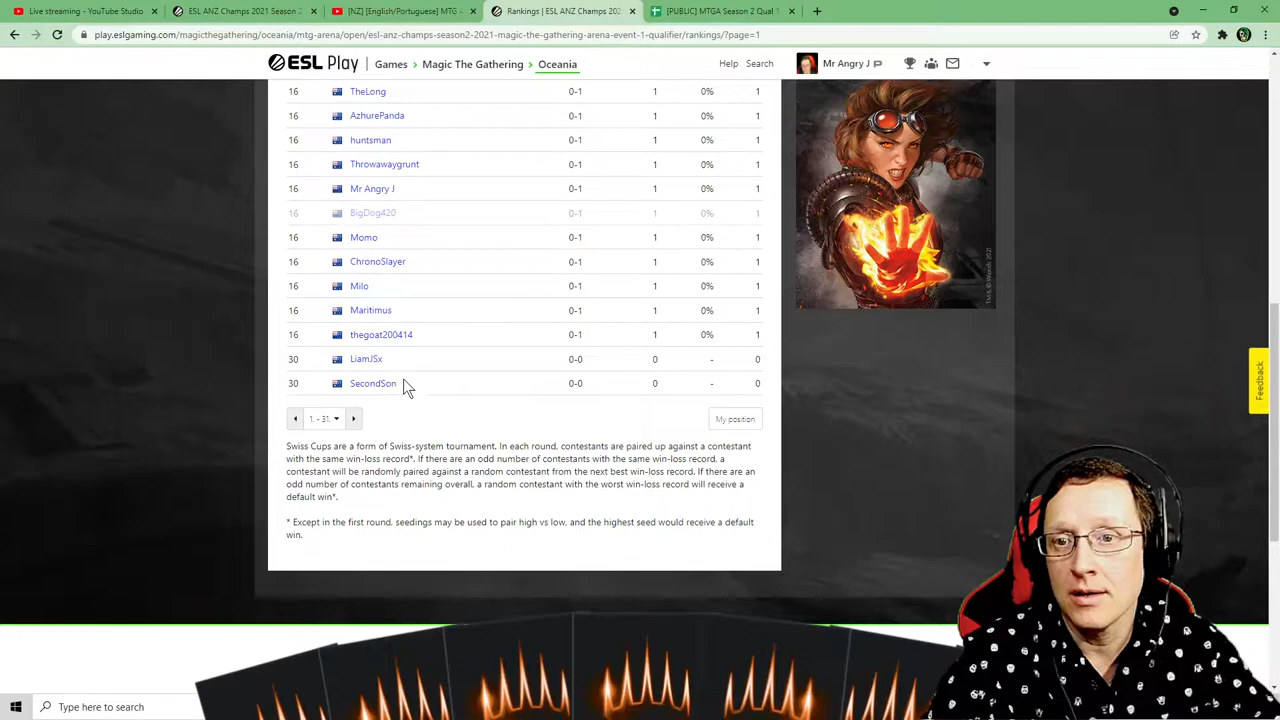 Live streaming - YouTube Studio
ESL ANZ Champs 2021 Season 2
[NZ] [English/Portuguese] MTG
Rankings | ESL ANZ Champs 202
[PUBLIC] MTGA Season 2 Qual 1
play.eslgaming.com/magicthegathering/oceania/mtg-arena/open/esl-anz-champs-season2-2021-magic-the-gathering-arena-event-1-qualifier/rankings/?page=1
ESL Play Games > Magic The Gathering > Oceania Help Search Mr Angry J
16 TheLong 0-1 1 0% 1
16 AzhurePanda 0-1 1 0% 1
16 huntsman 0-1 1 0% 1
16 Throwawaygrunt 0-1 1 0% 1
16 Mr Angry J 0-1 1 0% 1
16 BigDog420 0-1 1 0% 1
16 Momo 0-1 1 0% 1
16 ChronoSlayer 0-1 1 0% 1
16 Milo 0-1 1 0% 1
16 Maritimus 0-1 1 0% 1
16 thegoat200414 0-1 1 0% 1
30 LiamJSx 0-0 0 - 0
30 SecondSon 0-0 0 - 0
1. - 31. My position
Swiss Cups are a form of Swiss-system tournament. In each round, contestants are paired up against a contestant
with the same win-loss record*. If there are an odd number of contestants with the same win-loss record, a
contestant will be randomly paired against a random contestant from the next best win-loss record. If there are an
odd number of contestants remaining overall, a random contestant with the worst win-loss record will receive a
default win*.
* Except in the first round, seedings may be used to pair high vs low, and the highest seed would receive a default
win.
Feedback
Type here to search